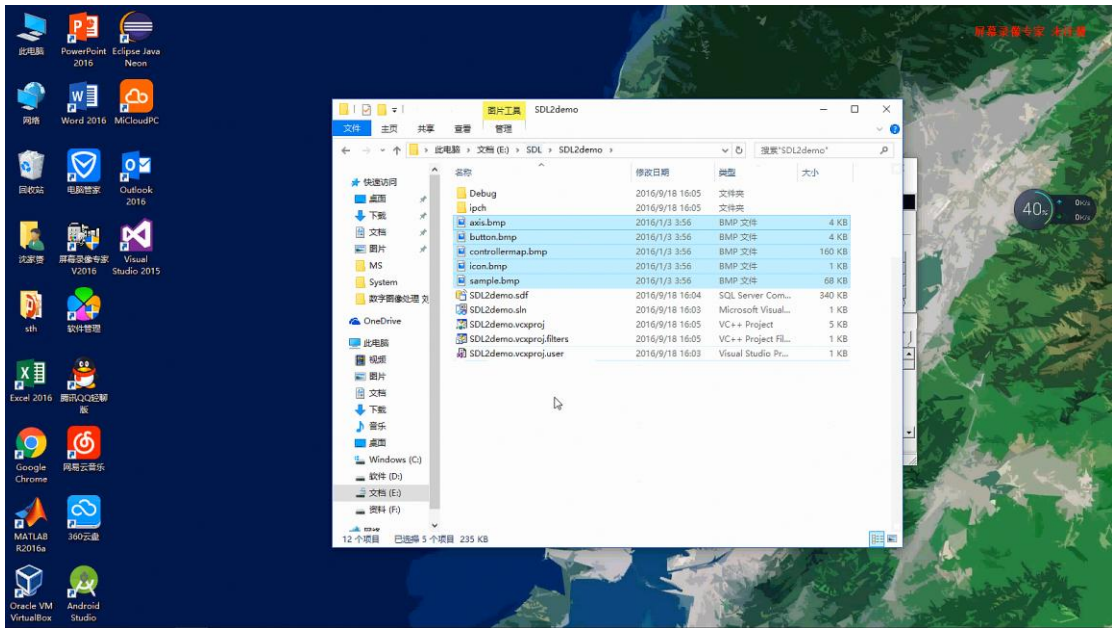 此电脑
PowerPoint 2016
Eclipse Java Neon
网络
Word 2016
MiCloudPC
回收站
电脑管家
Outlook 2016
屏幕录像专家 V2016
Visual Studio 2015
sth
软件管理
Excel 2016
腾讯QQ轻聊版
Google Chrome
网易云音乐
MATLAB R2016a
360云盘
Oracle VM VirtualBox
Android Studio
图片工具 SDL2demo
文件 主页 共享 查看 管理
此电脑 › 文档 (E:) › SDL › SDL2demo ›
搜索"SDL2demo"
名称 修改日期 类型 大小
快速访问
桌面
下载
文档
图片
MS
System
数字图像处理
OneDrive
此电脑
视频
图片
文档
下载
音乐
桌面
Windows (C:)
软件 (D:)
文档 (E:)
资料 (F:)
网络
Debug 2016/9/18 16:05 文件夹
ipch 2016/9/18 16:05 文件夹
axis.bmp 2016/1/3 3:56 BMP 文件 4 KB
button.bmp 2016/1/3 3:56 BMP 文件 4 KB
controllermap.bmp 2016/1/3 3:56 BMP 文件 160 KB
icon.bmp 2016/1/3 3:56 BMP 文件 1 KB
sample.bmp 2016/1/3 3:56 BMP 文件 68 KB
SDL2demo.sdf 2016/9/18 16:04 SQL Server Com... 340 KB
SDL2demo.sln 2016/9/18 16:03 Microsoft Visual... 1 KB
SDL2demo.vcxproj 2016/9/18 16:05 VC++ Project 5 KB
SDL2demo.vcxproj.filters 2016/9/18 16:05 VC++ Project Fil... 1 KB
SDL2demo.vcxproj.user 2016/9/18 16:03 Visual Studio Pr... 1 KB
12 个项目 已选择 5 个项目 235 KB
屏幕录像专家
40%
0K/s
0K/s